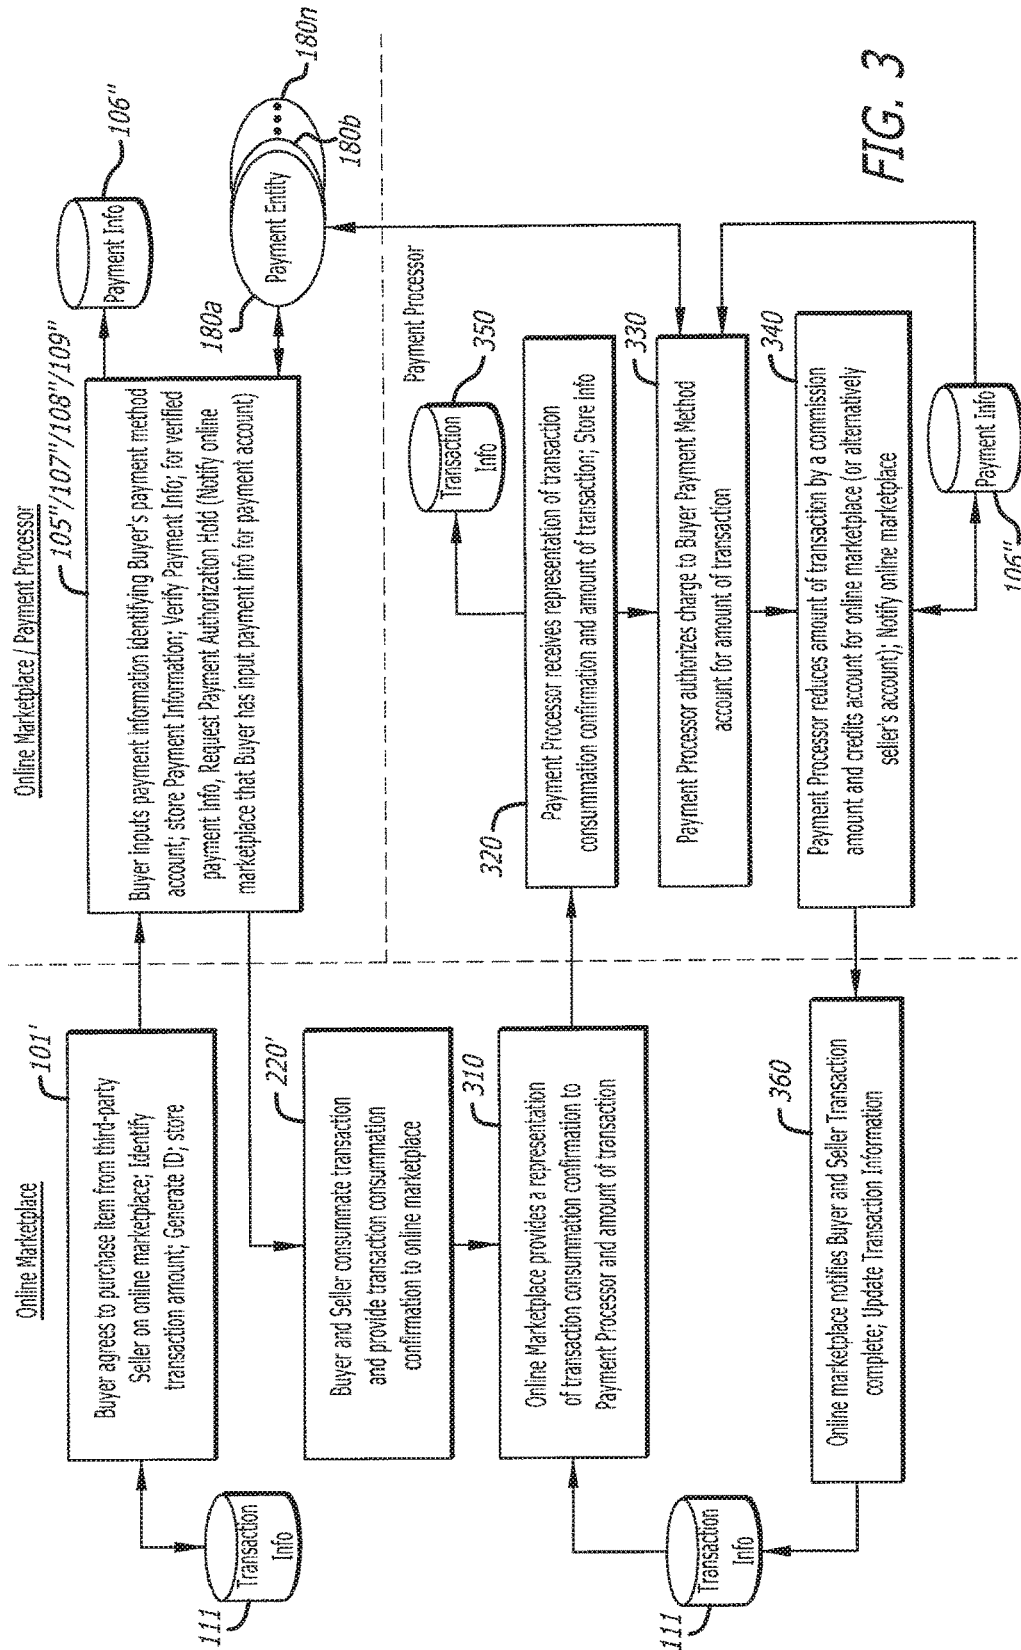 Online Marketplace
Online Marketplace / Payment Processor
101'
Buyer agrees to purchase item from third-party
Seller on online marketplace; Identify
transaction amount; Generate ID; store
111
Transaction
Info
105"/107"/108"/109"
Buyer inputs payment information identifying Buyer's payment method
account; store Payment Information; Verify Payment Info; for verified
payment Info, Request Payment Authorization Hold (Notify online
marketplace that Buyer has input payment info for payment account)
Payment Info
106"
180a
Payment Entity
180b
180n
220'
Buyer and Seller consummate transaction
and provide transaction consummation
confirmation to online marketplace
310
Online Marketplace provides a representation
of transaction consummation confirmation to
Payment Processor and amount of transaction
Transaction
Info
111
Payment Processor
Transaction
Info
350
320
Payment Processor receives representation of transaction
consummation confirmation and amount of transaction; Store Info
330
Payment Processor authorizes charge to Buyer Payment Method
account for amount of transaction
340
Payment Processor reduces amount of transaction by a commission
amount and credits account for online marketplace (or alternatively
seller's account); Notify online marketplace
Payment Info
106"
360
Online marketplace notifies Buyer and Seller Transaction
complete; Update Transaction Information
FIG. 3